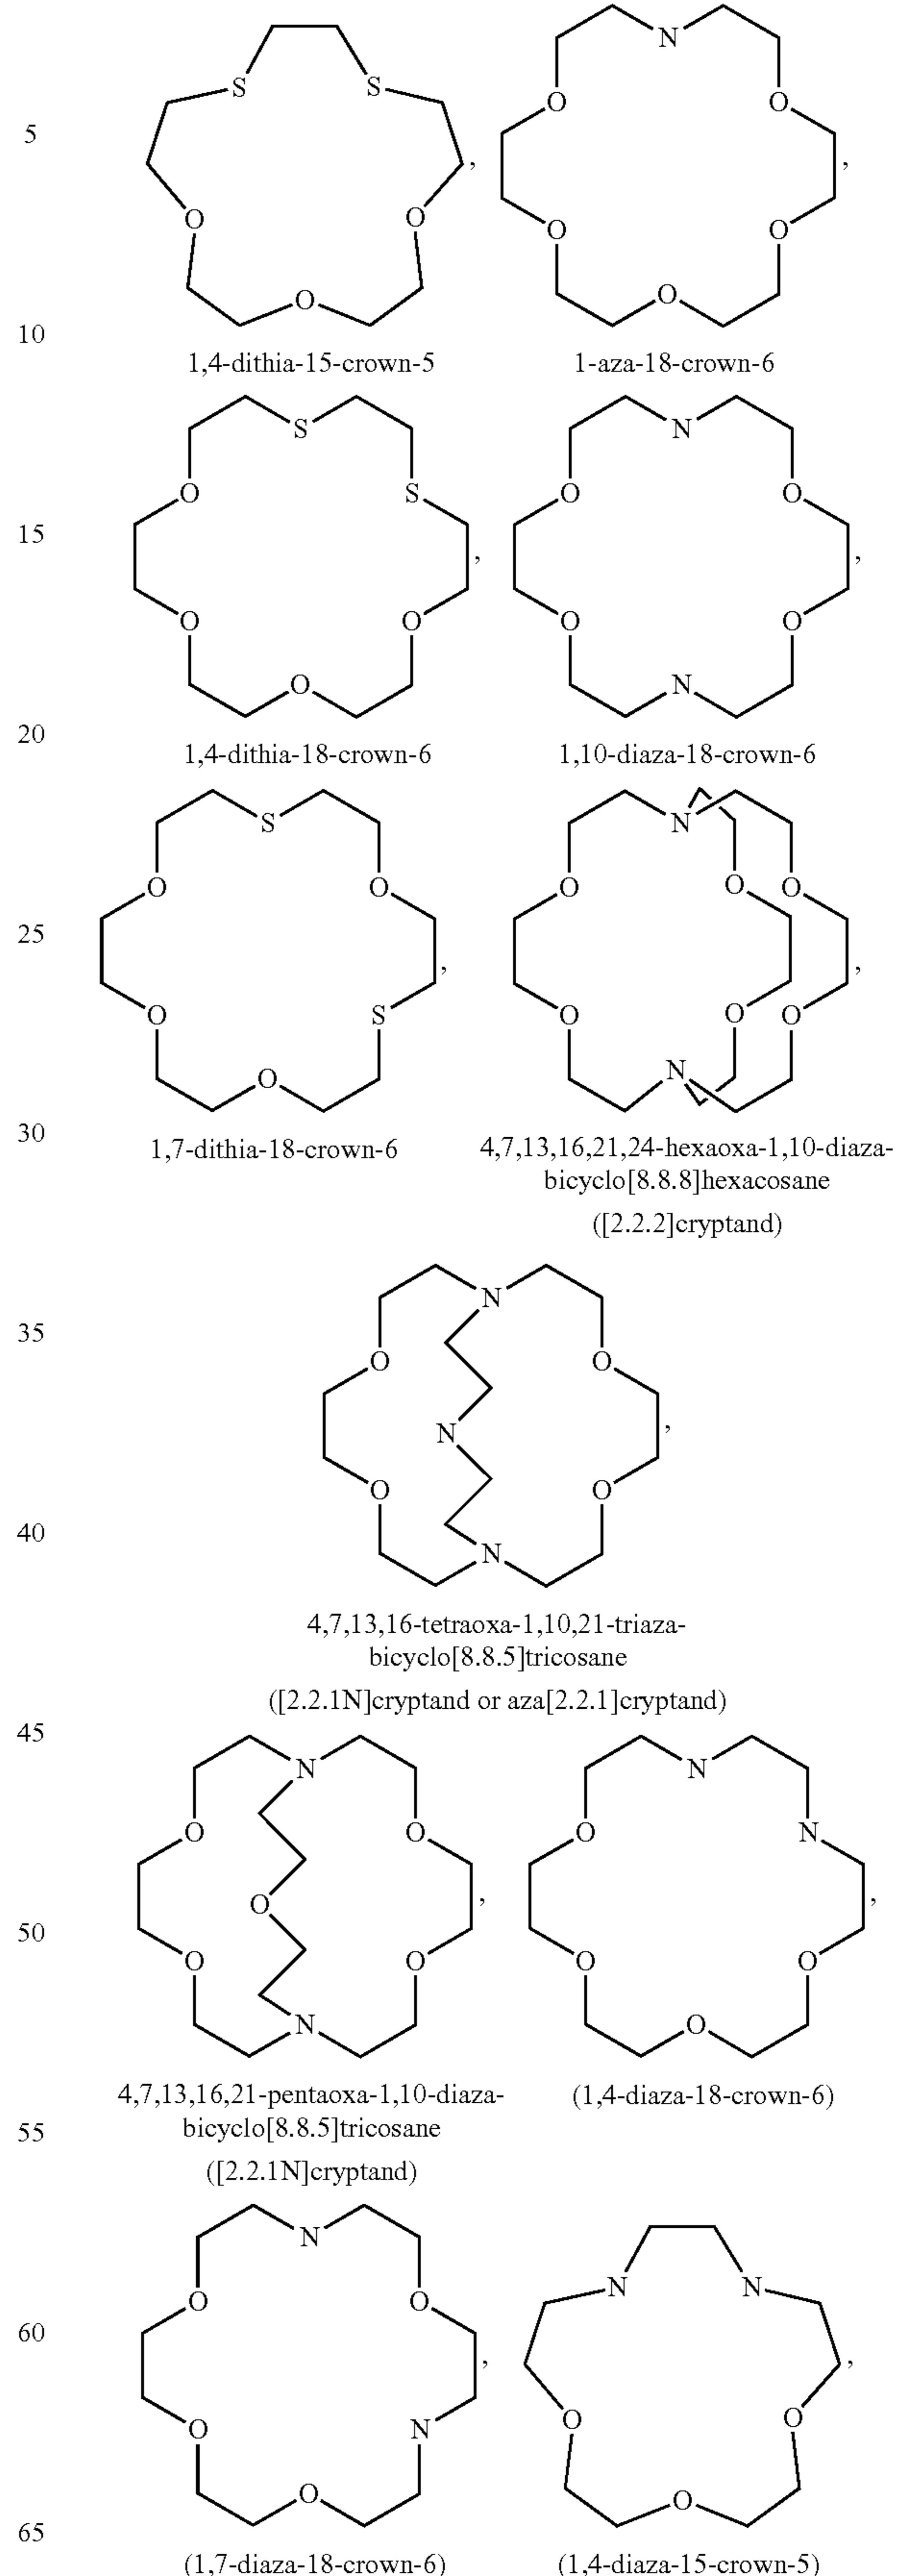 S S N
5 O O
, ,
O O O O
O O
10
1,4-dithia-15-crown-5 1-aza-18-crown-6
S N
O S O O
15
, ,
O O O O
O N
20
1,4-dithia-18-crown-6 1,10-diaza-18-crown-6
S N
O O O O O
25
, ,
O S O O O
O N
30
1,7-dithia-18-crown-6 4,7,13,16,21,24-hexaoxa-1,10-diaza-
bicyclo[8.8.8]hexacosane
([2.2.2]cryptand)
N
35
O O
N ,
O O
40
N
4,7,13,16-tetraoxa-1,10,21-triaza-
bicyclo[8.8.5]tricosane
([2.2.1N]cryptand or aza[2.2.1]cryptand)
45
N N
O O O N
O , ,
50
O O O O
N O
4,7,13,16,21-pentaoxa-1,10-diaza- (1,4-diaza-18-crown-6)
55
bicyclo[8.8.5]tricosane
([2.2.1N]cryptand)
N
O O N N
60
, ,
O N O O
O O
65
(1,7-diaza-18-crown-6) (1,4-diaza-15-crown-5)